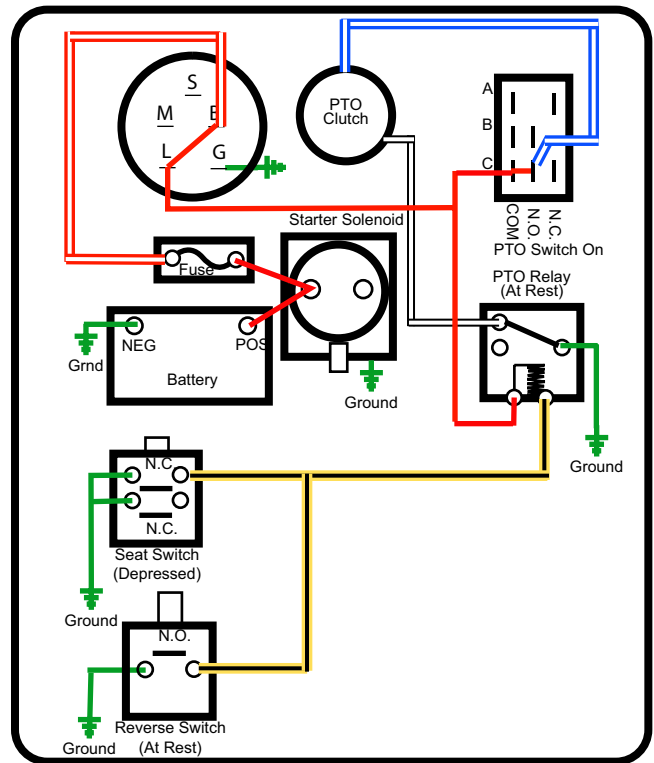 S
M
B
L
G
PTO
Clutch
A
B
C
COM
N.O.
N.C.
PTO Switch On
Starter Solenoid
Fuse
PTO Relay
(At Rest)
NEG
POS
Grnd
Battery
Ground
Ground
N.C.
N.C.
Seat Switch
(Depressed)
Ground
N.O.
Reverse Switch
(At Rest)
Ground